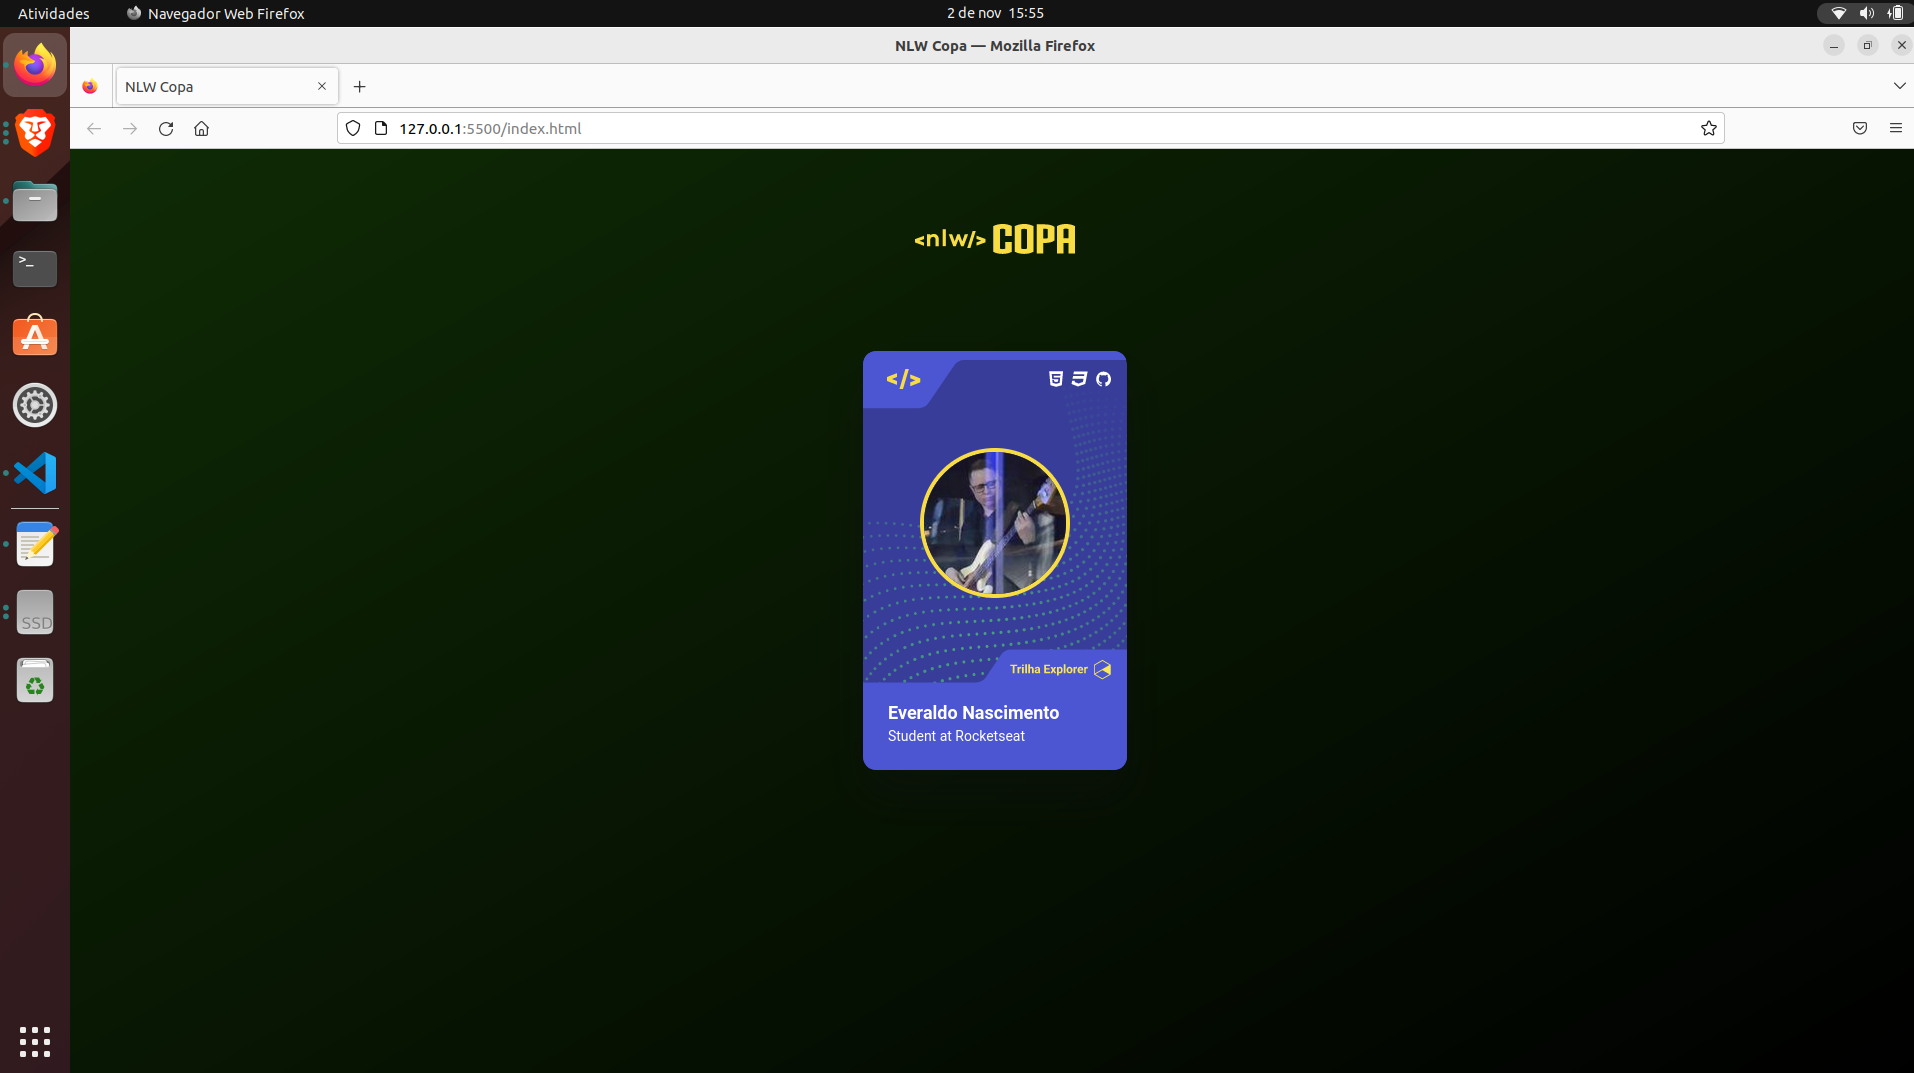 Atividades
Navegador Web Firefox
2 de nov 15:55
NLW Copa — Mozilla Firefox
NLW Copa
127.0.0.1:5500/index.html
>_
<nlw/> COPA
</>
Trilha Explorer
Everaldo Nascimento
Student at Rocketseat
SSD